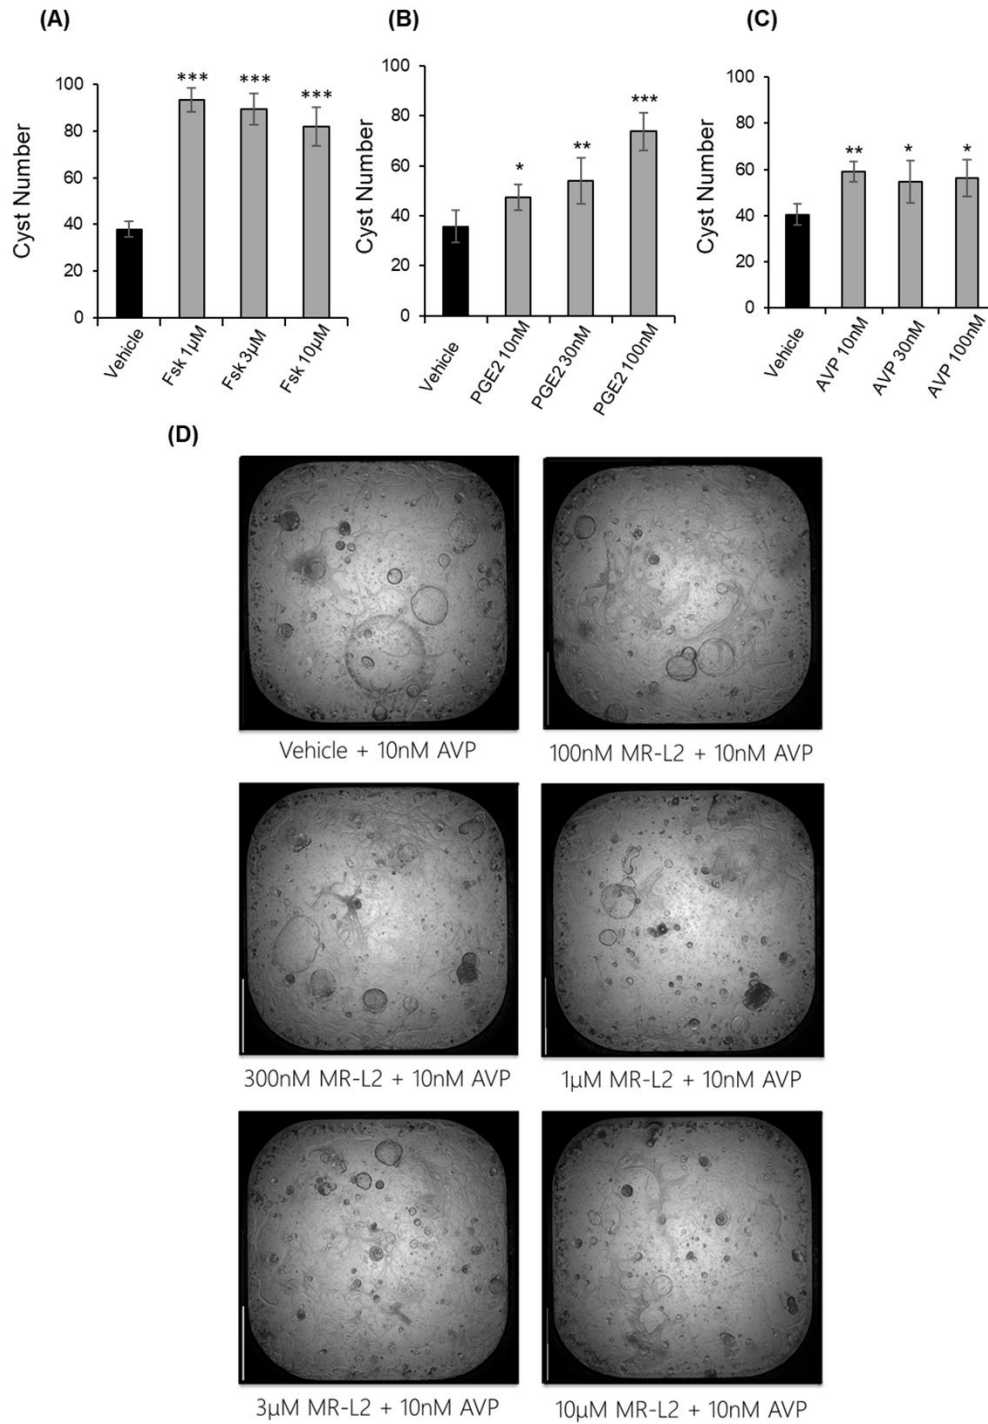 (A)
(B)
(C)
Cyst Number
100
80
60
40
20
0
***
***
***
Vehicle
Fsk 1µM
Fsk 3µM
Fsk 10µM
Cyst Number
100
80
60
40
20
0
*
**
***
Vehicle
PGE2 10nM
PGE2 30nM
PGE2 100nM
Cyst Number
100
80
60
40
20
0
**
*
*
Vehicle
AVP 10nM
AVP 30nM
AVP 100nM
(D)
Vehicle + 10nM AVP
100nM MR-L2 + 10nM AVP
300nM MR-L2 + 10nM AVP
1µM MR-L2 + 10nM AVP
3µM MR-L2 + 10nM AVP
10µM MR-L2 + 10nM AVP